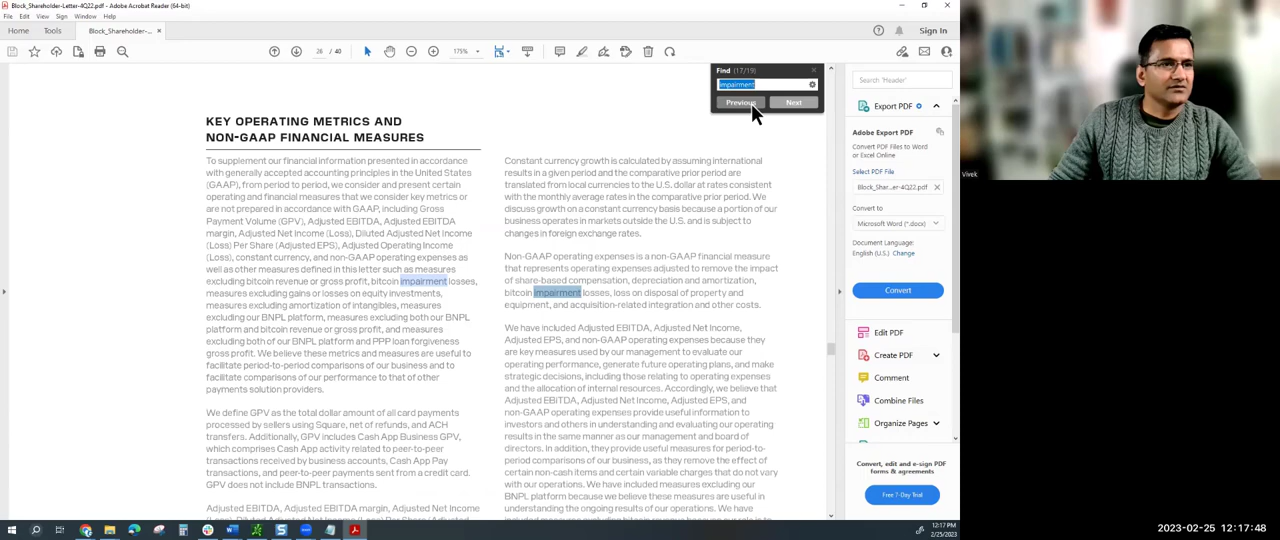 Block_Shareholder-Letter-4Q22.pdf - Adobe Acrobat Reader (64-bit)
File Edit View Sign Window Help
Home Tools Block_Shareholder-... × Sign In
26 / 40 175%
Find (17/19)
impairment
Previous Next
KEY OPERATING METRICS AND
NON-GAAP FINANCIAL MEASURES
To supplement our financial information presented in accordance
with generally accepted accounting principles in the United States
(GAAP), from period to period, we consider and present certain
operating and financial measures that we consider key metrics or
are not prepared in accordance with GAAP, including Gross
Payment Volume (GPV), Adjusted EBITDA, Adjusted EBITDA
margin, Adjusted Net Income (Loss), Diluted Adjusted Net Income
(Loss) Per Share (Adjusted EPS), Adjusted Operating Income
(Loss), constant currency, and non-GAAP operating expenses as
well as other measures defined in this letter such as measures
excluding bitcoin revenue or gross profit, bitcoin impairment losses,
measures excluding gains or losses on equity investments,
measures excluding amortization of intangibles, measures
excluding our BNPL platform, measures excluding both our BNPL
platform and bitcoin revenue or gross profit, and measures
excluding both of our BNPL platform and PPP loan forgiveness
gross profit. We believe these metrics and measures are useful to
facilitate period-to-period comparisons of our business and to
facilitate comparisons of our performance to that of other
payments solution providers.
We define GPV as the total dollar amount of all card payments
processed by sellers using Square, net of refunds, and ACH
transfers. Additionally, GPV includes Cash App Business GPV,
which comprises Cash App activity related to peer-to-peer
transactions received by business accounts, Cash App Pay
transactions, and peer-to-peer payments sent from a credit card.
GPV does not include BNPL transactions.
Adjusted EBITDA, Adjusted EBITDA margin, Adjusted Net Income
Constant currency growth is calculated by assuming international
results in a given period and the comparative prior period are
translated from local currencies to the U.S. dollar at rates consistent
with the monthly average rates in the comparative prior period. We
discuss growth on a constant currency basis because a portion of our
business operates in markets outside the U.S. and is subject to
changes in foreign exchange rates.
Non-GAAP operating expenses is a non-GAAP financial measure
that represents operating expenses adjusted to remove the impact
of share-based compensation, depreciation and amortization,
bitcoin impairment losses, loss on disposal of property and
equipment, and acquisition-related integration and other costs.
We have included Adjusted EBITDA, Adjusted Net Income,
Adjusted EPS, and non-GAAP operating expenses because they
are key measures used by our management to evaluate our
operating performance, generate future operating plans, and make
strategic decisions, including those relating to operating expenses
and the allocation of internal resources. Accordingly, we believe that
Adjusted EBITDA, Adjusted Net Income, Adjusted EPS, and
non-GAAP operating expenses provide useful information to
investors and others in understanding and evaluating our operating
results in the same manner as our management and board of
directors. In addition, they provide useful measures for period-to-
period comparisons of our business, as they remove the effect of
certain non-cash items and certain variable charges that do not vary
with our operations. We have included measures excluding our
BNPL platform because we believe these measures are useful in
understanding the ongoing results of our operations. We have
Search 'Header'
Export PDF
Adobe Export PDF
Convert PDF Files to Word
or Excel Online
Select PDF File
Block_Shar...er-4Q22.pdf ×
Convert to
Microsoft Word (*.docx)
Document Language:
English (U.S.) Change
Convert
Edit PDF
Create PDF
Comment
Combine Files
Organize Pages
Convert, edit and e-sign PDF
forms & agreements
Free 7-Day Trial
Vivek
12:17 PM
2/25/2023
2023-02-25 12:17:48